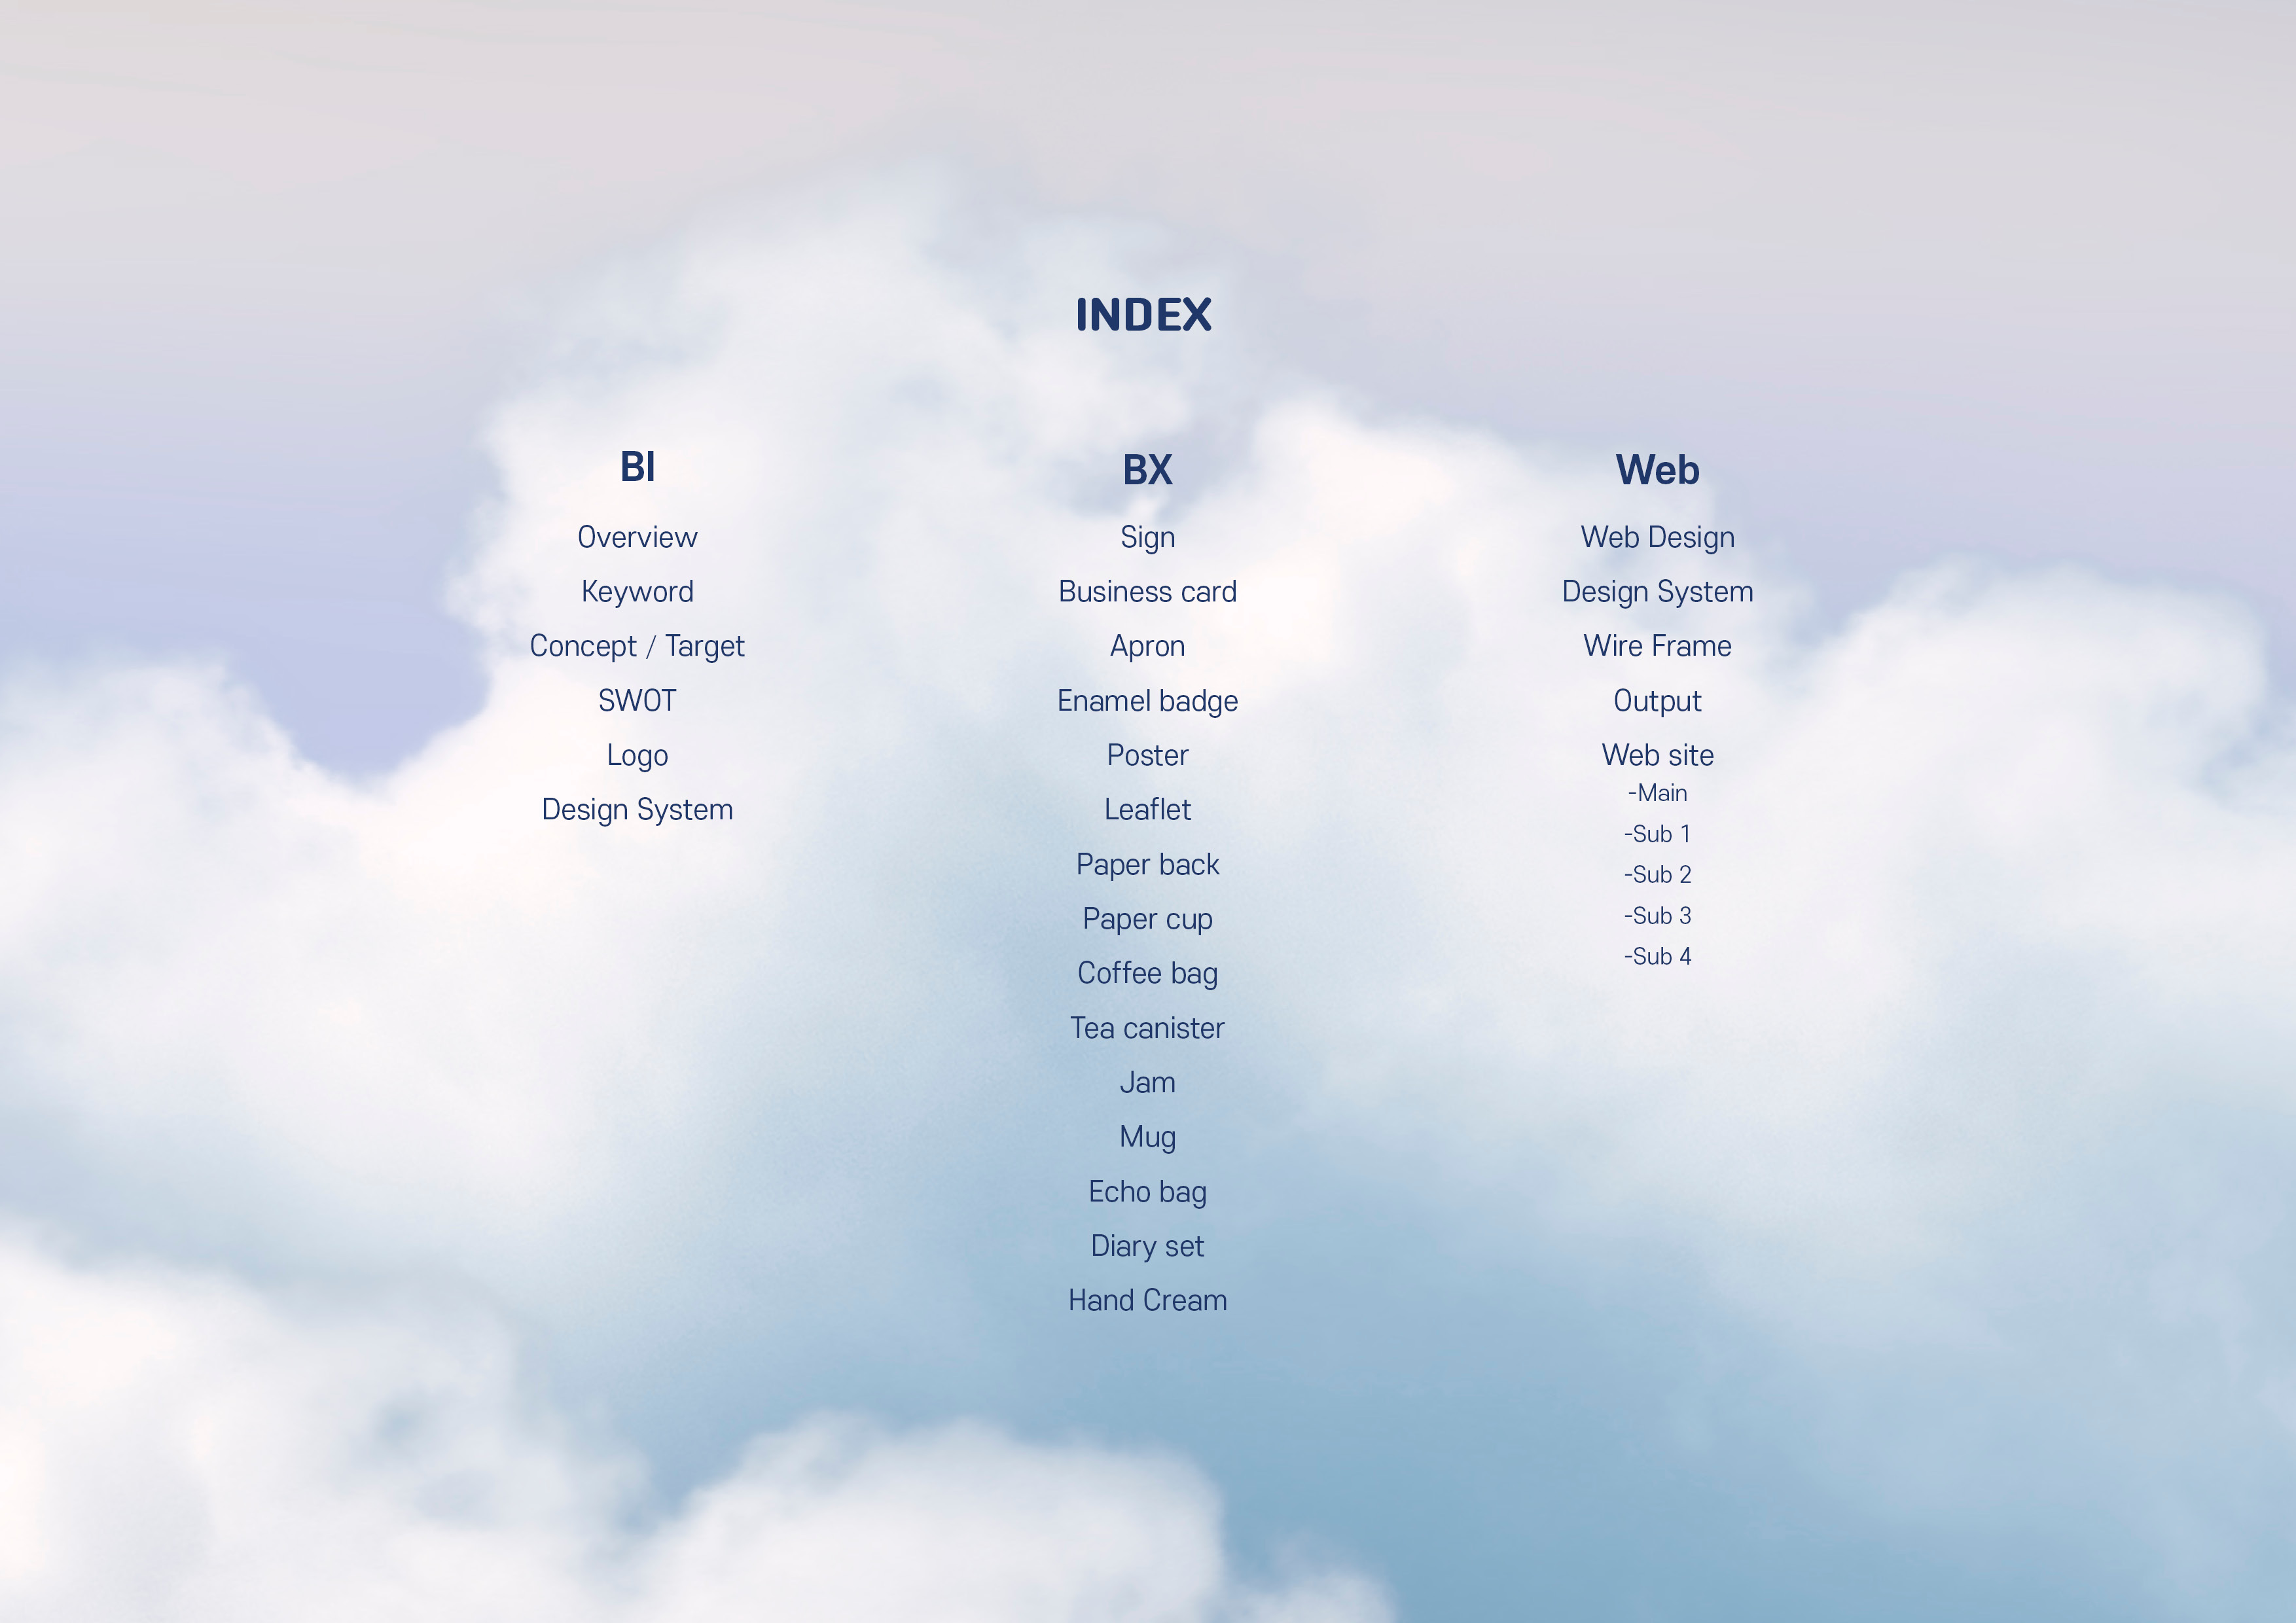 INDEX
BI
Overview
Keyword
Concept / Target
SWOT
Logo
Design System
BX
Sign
Business card
Apron
Enamel badge
Poster
Leaflet
Paper back
Paper cup
Coffee bag
Tea canister
Jam
Mug
Echo bag
Diary set
Hand Cream
Web
Web Design
Design System
Wire Frame
Output
Web site
-Main
-Sub 1
-Sub 2
-Sub 3
-Sub 4